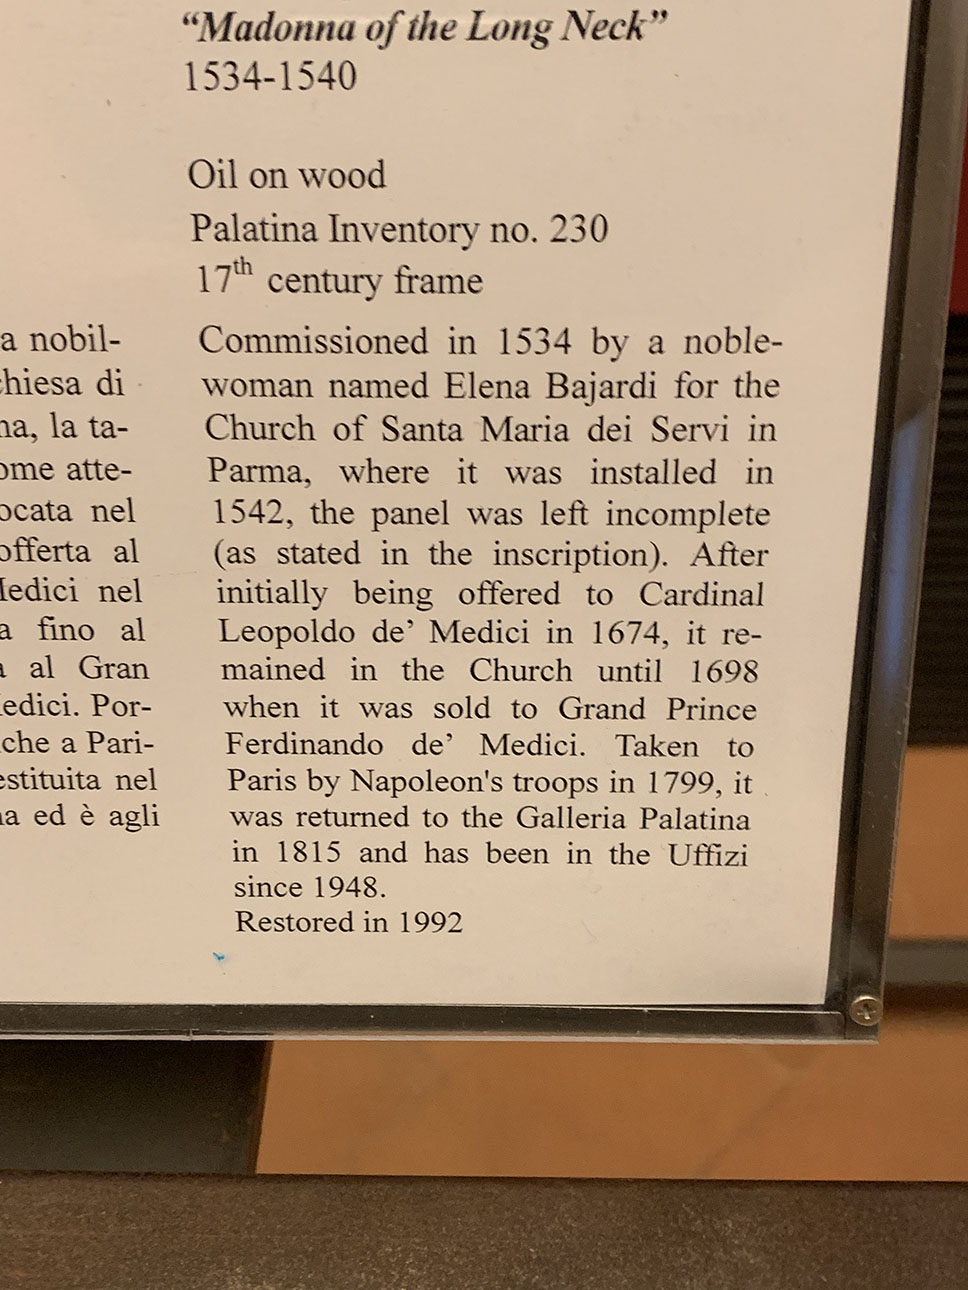 “Madonna of the Long Neck”
1534-1540
Oil on wood
Palatina Inventory no. 230
17th century frame
a nobil-
hiesa di
na, la ta-
ome atte-
ocata nel
offerta al
Medici nel
a fino al
a al Gran
edici. Por-
che a Pari-
estituita nel
na ed è agli
Commissioned in 1534 by a noble-
woman named Elena Bajardi for the
Church of Santa Maria dei Servi in
Parma, where it was installed in
1542, the panel was left incomplete
(as stated in the inscription). After
initially being offered to Cardinal
Leopoldo de’ Medici in 1674, it re-
mained in the Church until 1698
when it was sold to Grand Prince
Ferdinando de’ Medici. Taken to
Paris by Napoleon's troops in 1799, it
was returned to the Galleria Palatina
in 1815 and has been in the Uffizi
since 1948.
Restored in 1992